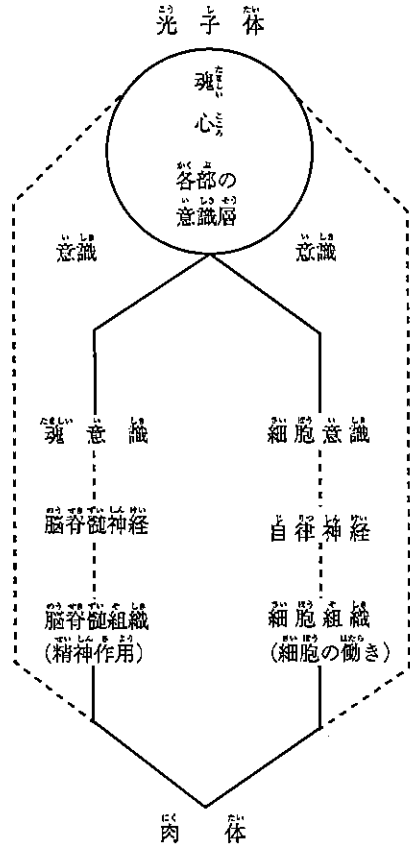 光子体
魂
心
各部の
意識層
意識
意識
魂意識
細胞意識
脳脊髄神経
自律神経
脳脊髄組織
(精神作用)
細胞組織
(細胞の働き)
肉体